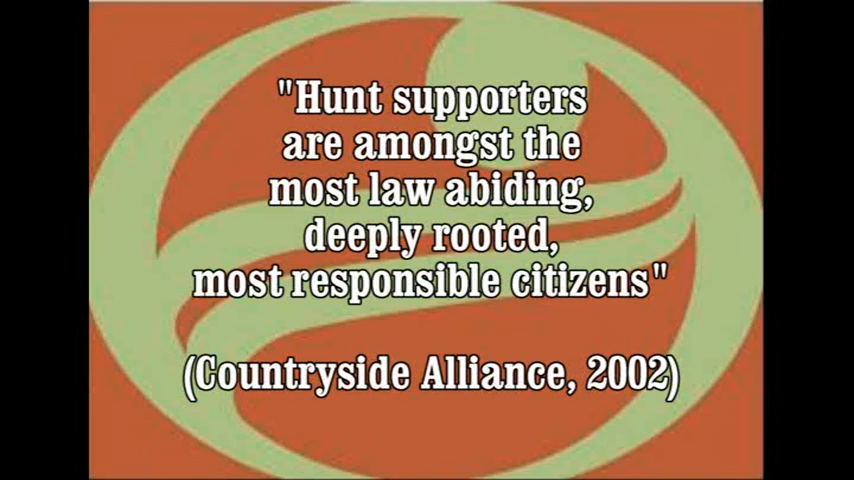 "Hunt supporters
are amongst the
most law abiding,
deeply rooted,
most responsible citizens"
(Countryside Alliance, 2002)